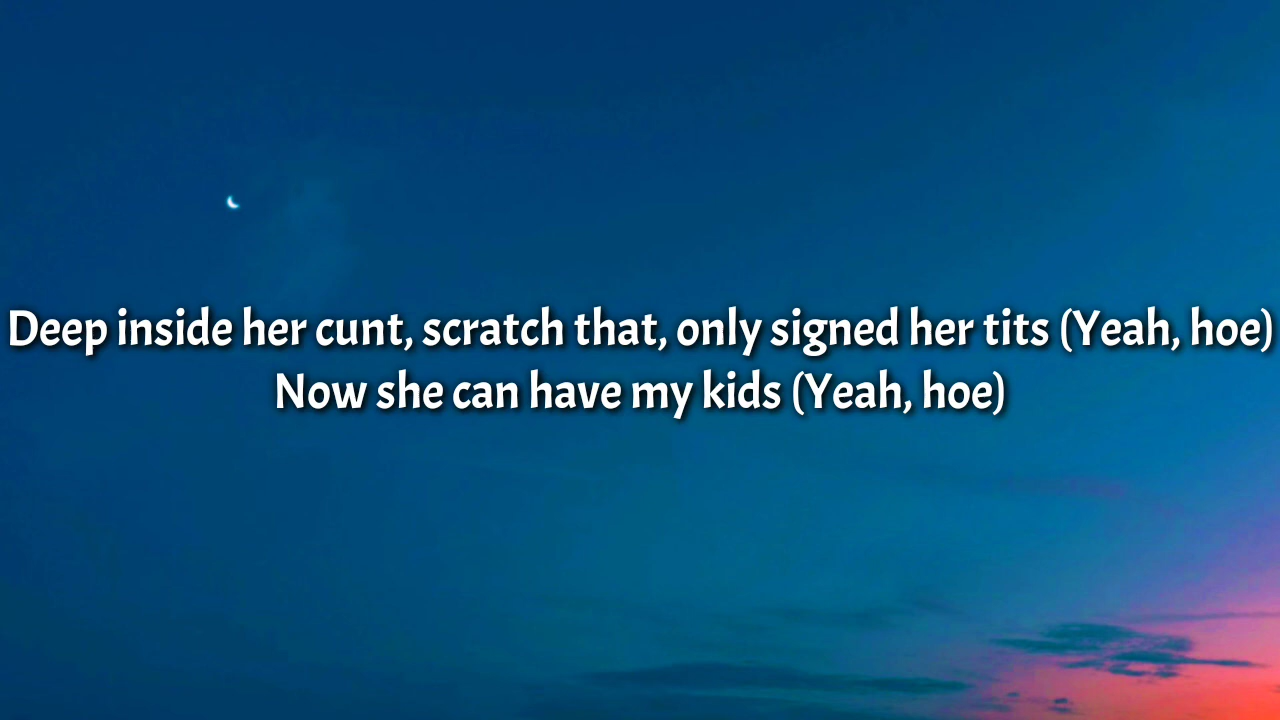 Deep inside her cunt, scratch that, only signed her tits (Yeah, hoe)
Now she can have my kids (Yeah, hoe)